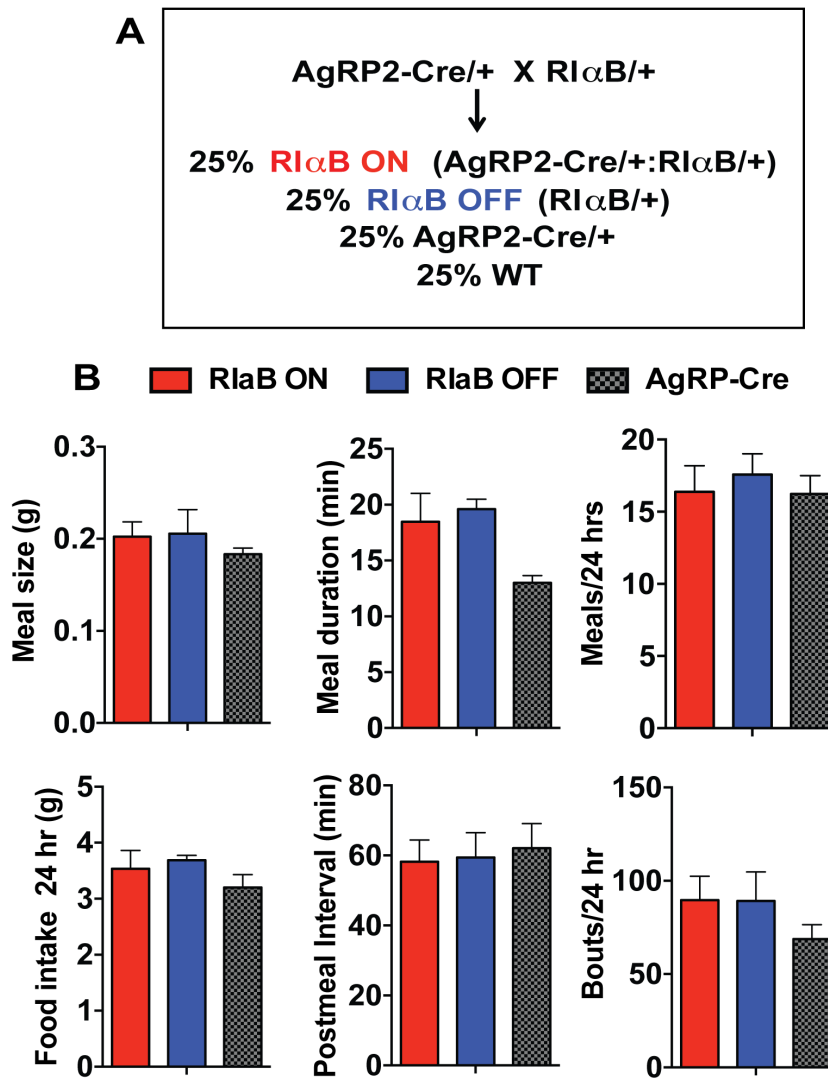 A
AgRP2-Cre/+ X RIαB/+
25% RIαB ON (AgRP2-Cre/+:RIαB/+)
25% RIαB OFF (RIαB/+)
25% AgRP2-Cre/+
25% WT
B
RIaB ON
RIaB OFF
AgRP-Cre
Meal size (g)
0.3
0.2
0.1
0.0
Meal duration (min)
25
20
15
10
5
0
Meals/24 hrs
20
15
10
5
0
Food intake 24 hr (g)
5
4
3
2
1
0
Postmeal Interval (min)
80
60
40
20
0
Bouts/24 hr
150
100
50
0